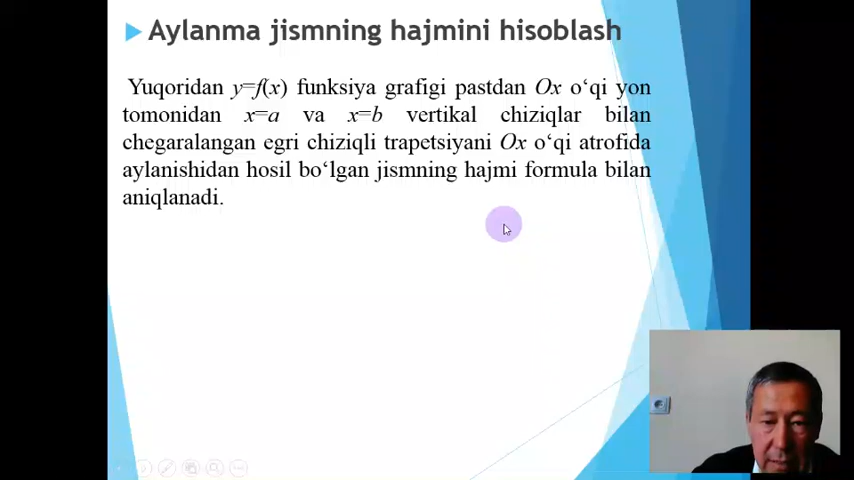 Aylanma jismning hajmini hisoblash
Yuqoridan y=f(x) funksiya grafigi pastdan Ox o‘qi yon
tomonidan x=a va x=b vertikal chiziqlar bilan
chegaralangan egri chiziqli trapetsiyani Ox o‘qi atrofida
aylanishidan hosil bo‘lgan jismning hajmi formula bilan
aniqlanadi.